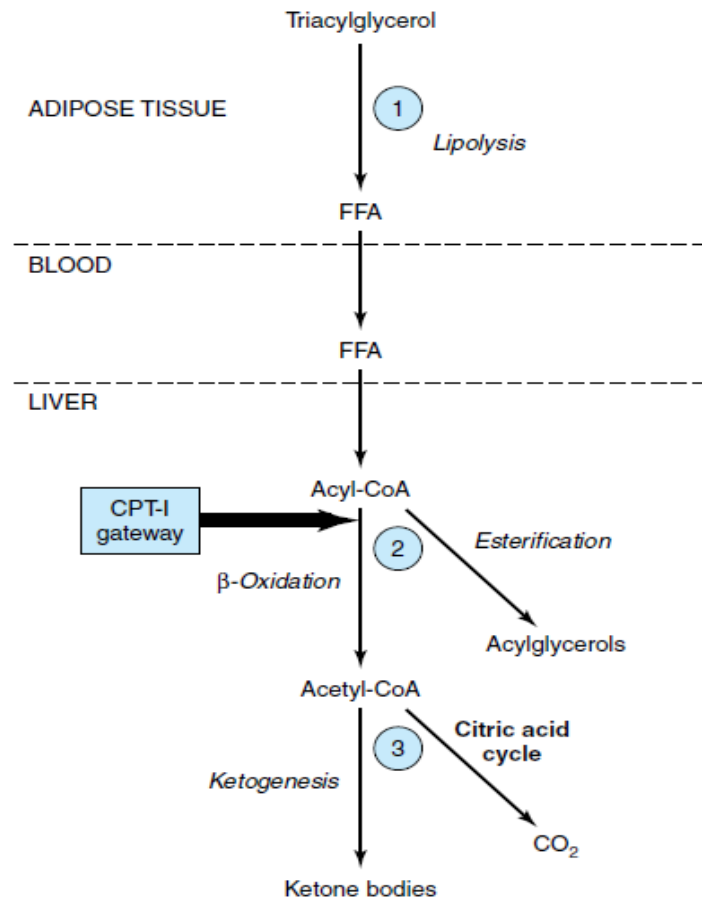 Triacylglycerol
ADIPOSE TISSUE
1
Lipolysis
FFA
BLOOD
FFA
LIVER
Acyl-CoA
CPT-I
gateway
2
Esterification
β-Oxidation
Acylglycerols
Acetyl-CoA
Citric acid
cycle
3
Ketogenesis
CO₂
Ketone bodies